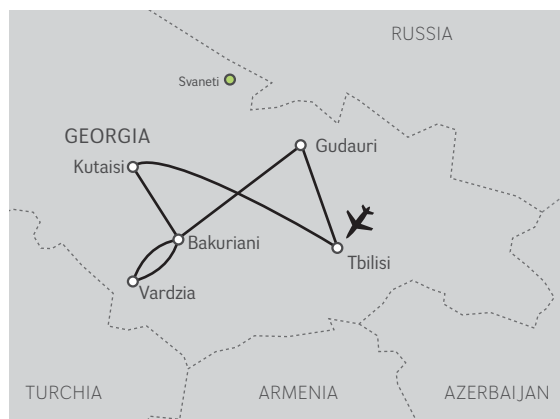 RUSSIA
Svaneti
GEORGIA
Gudauri
Kutaisi
Bakuriani
Tbilisi
Vardzia
TURCHIA
ARMENIA
AZERBAIJAN